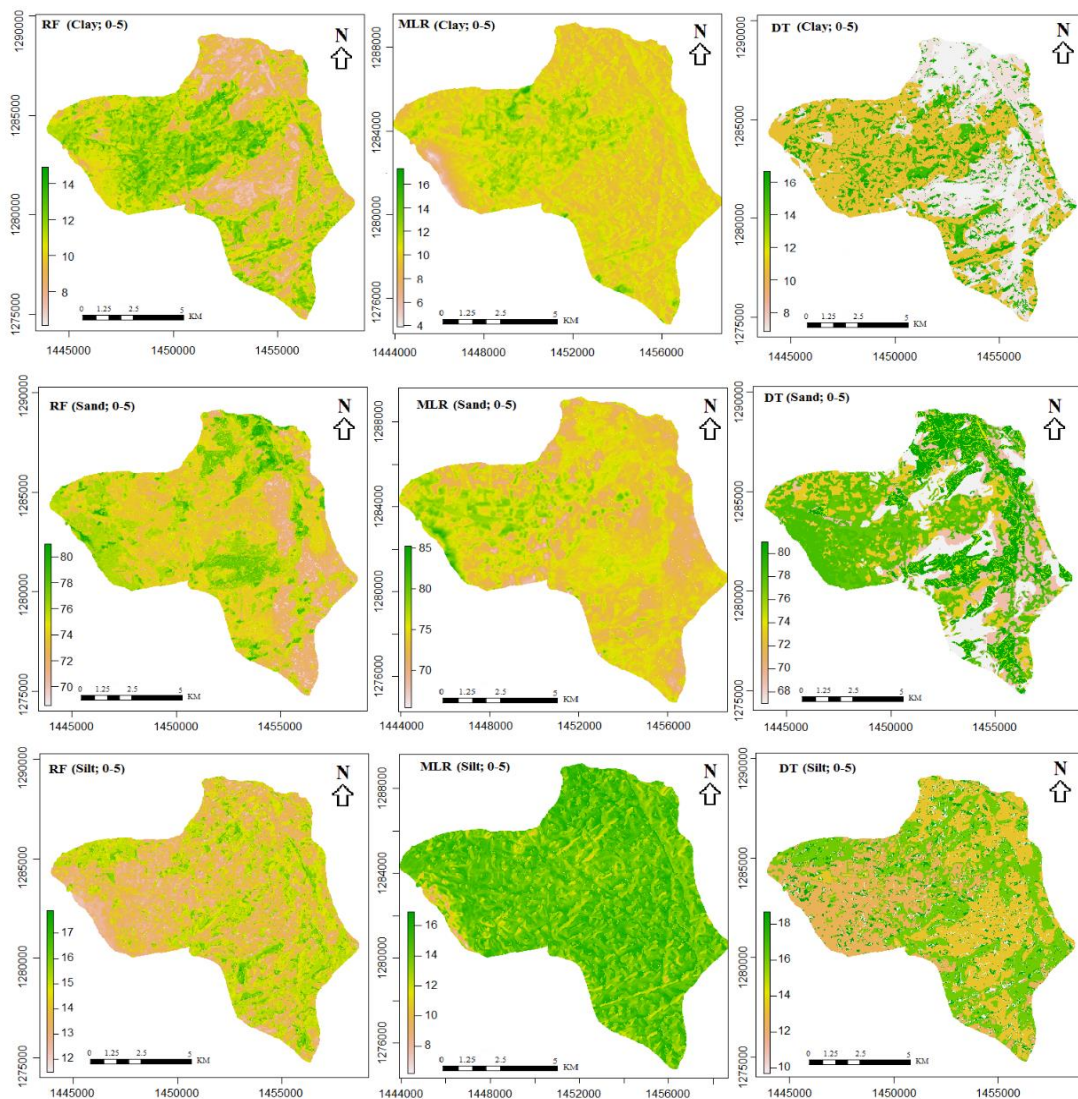 RF (Clay; 0-5)
N
1290000
1285000
1280000
1275000
14
12
10
8
0 1.25 2.5 5
KM
1445000 1450000 1455000
MLR (Clay; 0-5)
N
1288000
1284000
1280000
1276000
16
14
12
10
8
6
4
0 1.25 2.5 5
KM
1444000 1448000 1452000 1456000
DT (Clay; 0-5)
N
1290000
1285000
1280000
1275000
16
14
12
10
8
0 1.25 2.5 5
KM
1445000 1450000 1455000
RF (Sand; 0-5)
N
1290000
1285000
1280000
1275000
80
78
76
74
72
70
0 1.25 2.5 5
KM
1445000 1450000 1455000
MLR (Sand; 0-5)
N
1288000
1284000
1280000
1276000
85
80
75
70
0 1.25 2.5 5
KM
1444000 1448000 1452000 1456000
DT (Sand; 0-5)
N
1290000
1285000
1280000
1275000
80
78
76
74
72
70
68
0 1.25 2.5 5
KM
1445000 1450000 1455000
RF (Silt; 0-5)
N
1290000
1285000
1280000
1275000
17
16
15
14
13
12
0 1.25 2.5 5
KM
1445000 1450000 1455000
MLR (Silt; 0-5)
N
1288000
1284000
1280000
1276000
16
14
12
10
8
0 1.25 2.5 5
KM
1444000 1448000 1452000 1456000
DT (Silt; 0-5)
N
1290000
1285000
1280000
1275000
18
16
14
12
10
0 1.25 2.5 5
KM
1445000 1450000 1455000